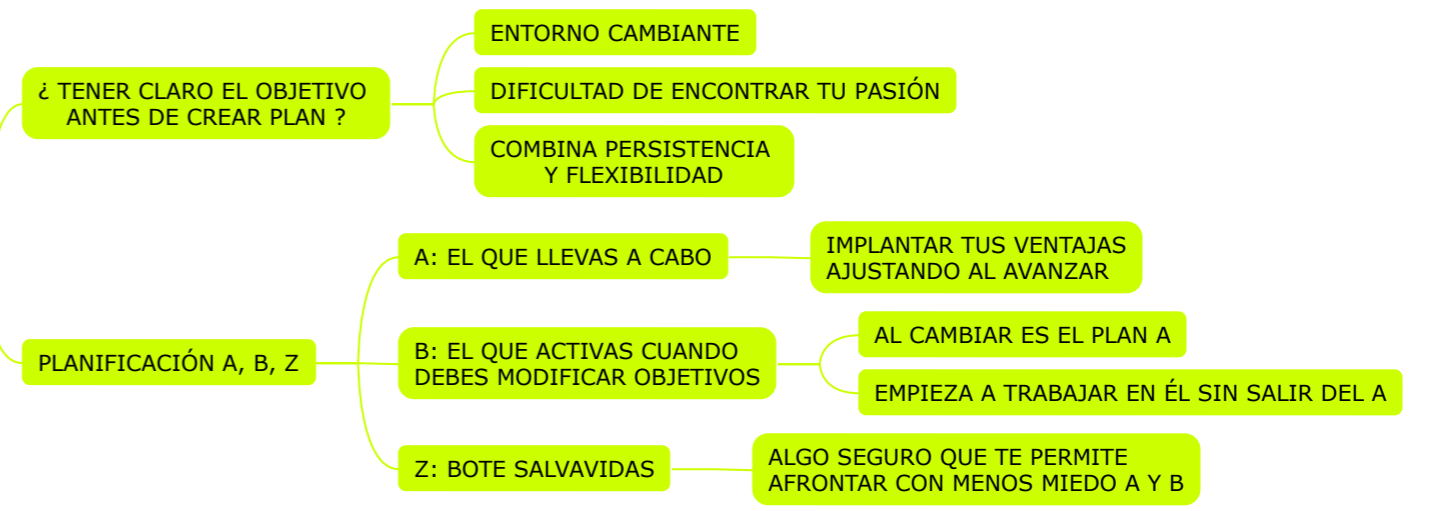 ¿ TENER CLARO EL OBJETIVO
ANTES DE CREAR PLAN ?
ENTORNO CAMBIANTE
DIFICULTAD DE ENCONTRAR TU PASIÓN
COMBINA PERSISTENCIA
Y FLEXIBILIDAD
PLANIFICACIÓN A, B, Z
A: EL QUE LLEVAS A CABO
IMPLANTAR TUS VENTAJAS
AJUSTANDO AL AVANZAR
B: EL QUE ACTIVAS CUANDO
DEBES MODIFICAR OBJETIVOS
AL CAMBIAR ES EL PLAN A
EMPIEZA A TRABAJAR EN ÉL SIN SALIR DEL A
Z: BOTE SALVAVIDAS
ALGO SEGURO QUE TE PERMITE
AFRONTAR CON MENOS MIEDO A Y B